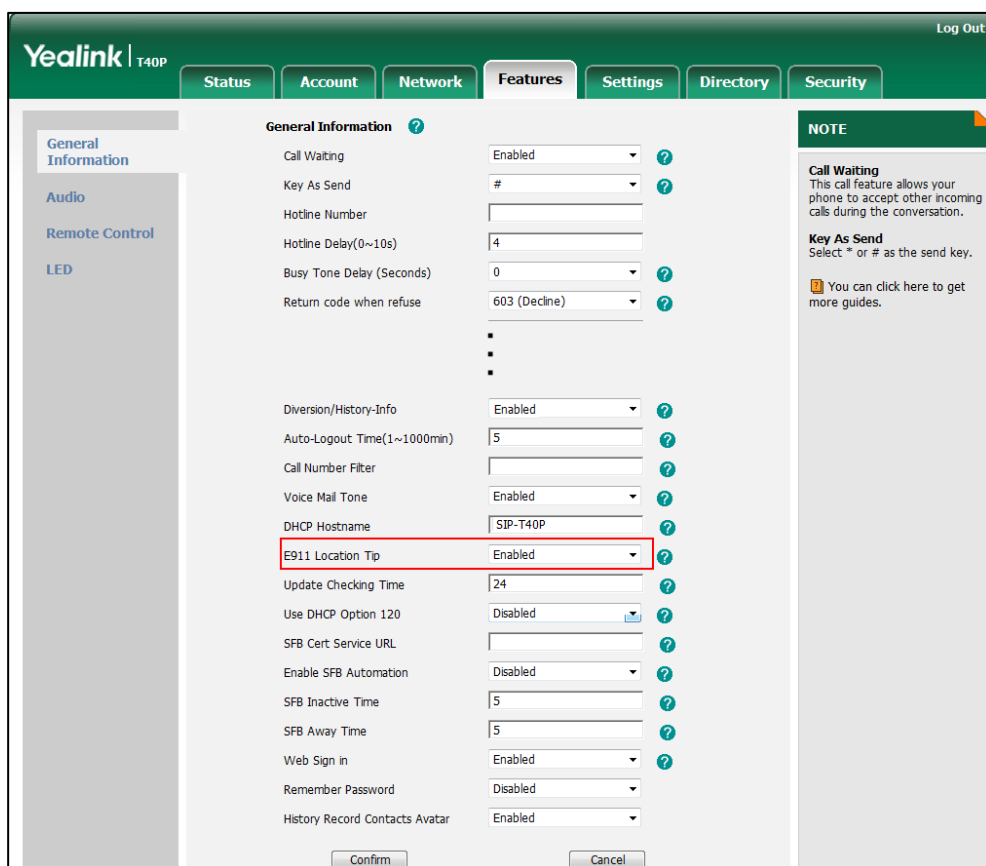 Log Out
Yealink T40P
Status Account Network Features Settings Directory Security
General Information
Audio
Remote Control
LED
General Information ?
Call Waiting Enabled ?
Key As Send # ?
Hotline Number
Hotline Delay(0~10s) 4
Busy Tone Delay (Seconds) 0 ?
Return code when refuse 603 (Decline) ?
Diversion/History-Info Enabled ?
Auto-Logout Time(1~1000min) 5 ?
Call Number Filter ?
Voice Mail Tone Enabled ?
DHCP Hostname SIP-T40P ?
E911 Location Tip Enabled ?
Update Checking Time 24 ?
Use DHCP Option 120 Disabled ?
SFB Cert Service URL ?
Enable SFB Automation Disabled ?
SFB Inactive Time 5 ?
SFB Away Time 5 ?
Web Sign in Enabled ?
Remember Password Disabled
History Record Contacts Avatar Enabled
Confirm Cancel
NOTE
Call Waiting
This call feature allows your
phone to accept other incoming
calls during the conversation.
Key As Send
Select * or # as the send key.
? You can click here to get
more guides.